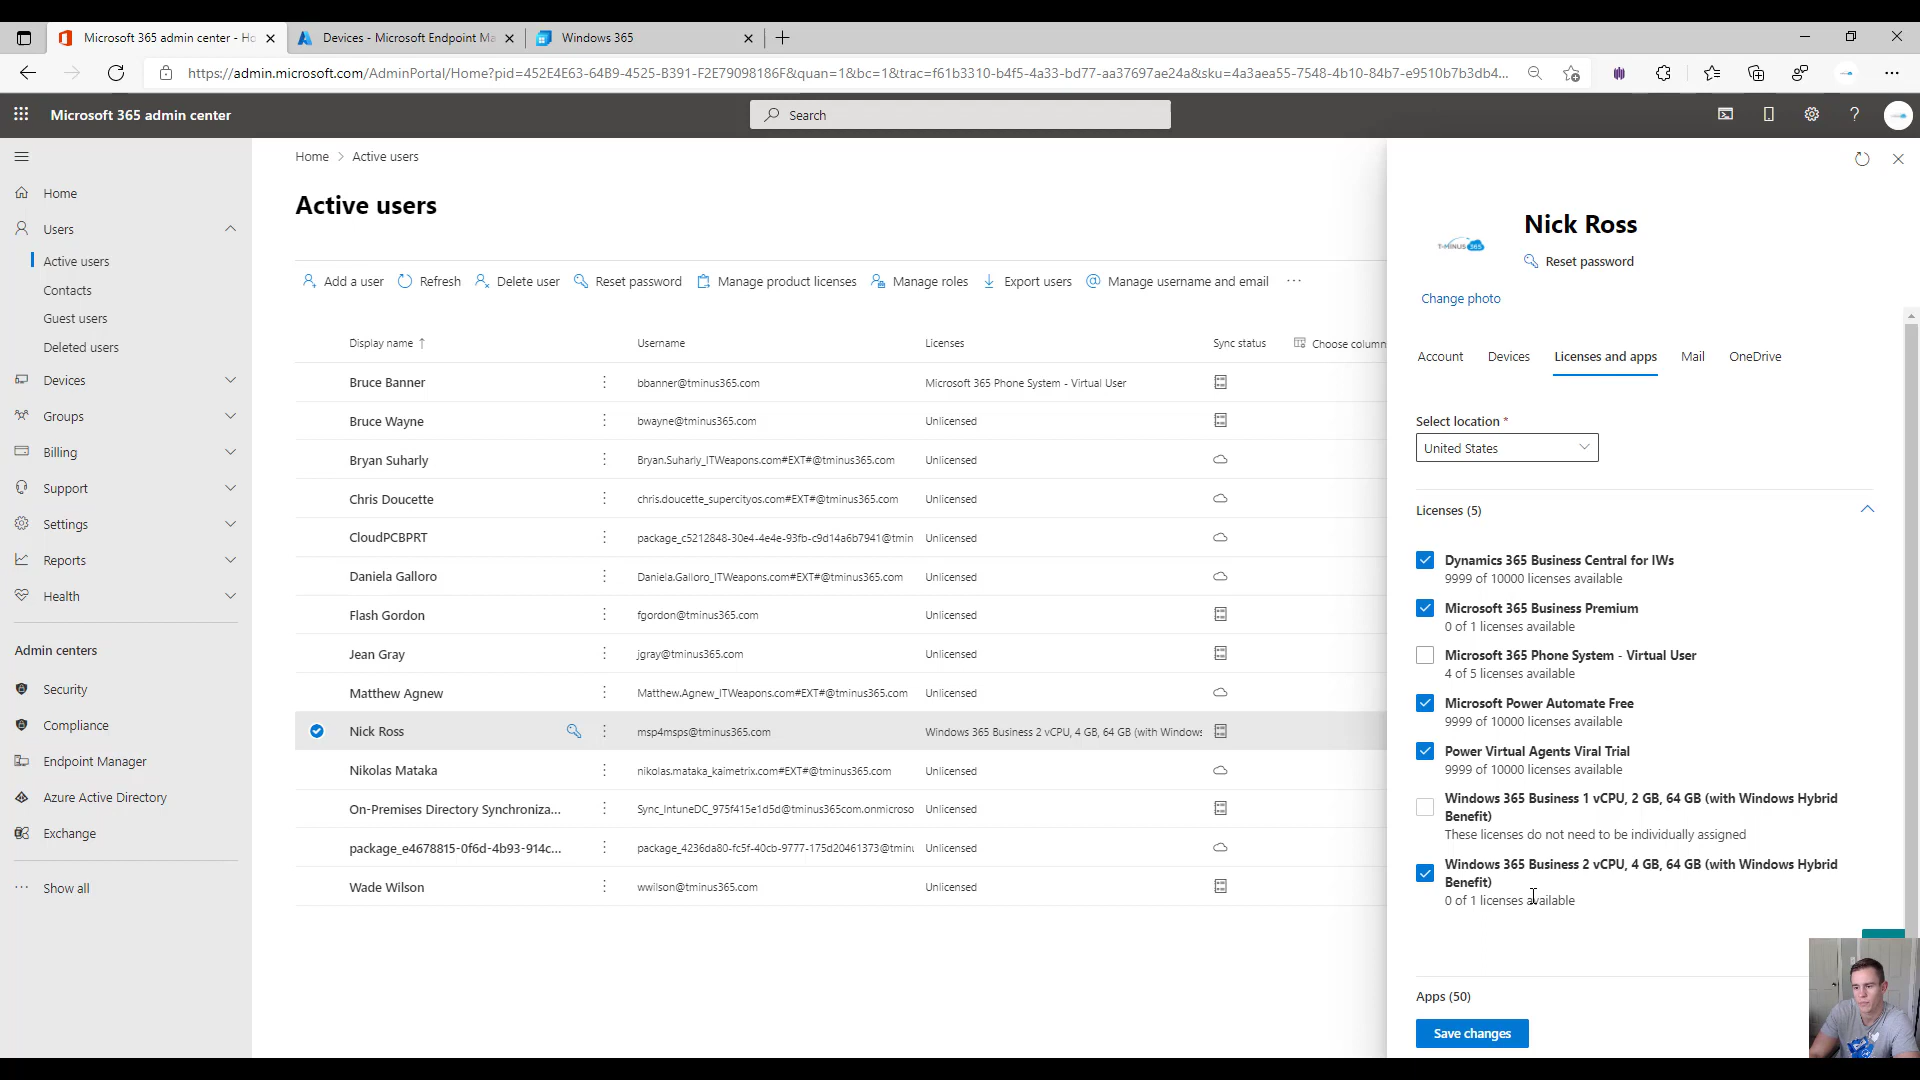 Microsoft 365 admin center - Ho
Devices - Microsoft Endpoint Ma
Windows 365
https://admin.microsoft.com/AdminPortal/Home?pid=452E4E63-64B9-4525-B391-F2E79098186F&quan=1&bc=1&trac=f61b3310-b4f5-4a33-bd77-aa37697ae24a&sku=4a3aea55-7548-4b10-84b7-e9510b7b3db4...
Microsoft 365 admin center
Search
Home
Users
Active users
Contacts
Guest users
Deleted users
Devices
Groups
Billing
Support
Settings
Reports
Health
Admin centers
Security
Compliance
Endpoint Manager
Azure Active Directory
Exchange
Show all
Home > Active users
Active users
Add a user Refresh Delete user Reset password Manage product licenses Manage roles Export users Manage username and email
Display name ↑ Username Licenses Sync status Choose column
Bruce Banner bbanner@tminus365.com Microsoft 365 Phone System - Virtual User
Bruce Wayne bwayne@tminus365.com Unlicensed
Bryan Suharly Bryan.Suharly_ITWeapons.com#EXT#@tminus365.com Unlicensed
Chris Doucette chris.doucette_supercityos.com#EXT#@tminus365.com Unlicensed
CloudPCBPRT package_c5212848-30e4-4e4e-93fb-c9d14a6b7941@tmin Unlicensed
Daniela Galloro Daniela.Galloro_ITWeapons.com#EXT#@tminus365.com Unlicensed
Flash Gordon fgordon@tminus365.com Unlicensed
Jean Gray jgray@tminus365.com Unlicensed
Matthew Agnew Matthew.Agnew_ITWeapons.com#EXT#@tminus365.com Unlicensed
Nick Ross msp4msps@tminus365.com Windows 365 Business 2 vCPU, 4 GB, 64 GB (with Windows
Nikolas Mataka nikolas.mataka_kaimetrix.com#EXT#@tminus365.com Unlicensed
On-Premises Directory Synchroniza... Sync_IntuneDC_975f415e1d5d@tminus365com.onmicroso Unlicensed
package_e4678815-0f6d-4b93-914c... package_4236da80-fc5f-40cb-9777-175d20461373@tminu Unlicensed
Wade Wilson wwilson@tminus365.com Unlicensed
T-MINUS365
Nick Ross
Reset password
Change photo
Account Devices Licenses and apps Mail OneDrive
Select location *
United States
Licenses (5)
Dynamics 365 Business Central for IWs
9999 of 10000 licenses available
Microsoft 365 Business Premium
0 of 1 licenses available
Microsoft 365 Phone System - Virtual User
4 of 5 licenses available
Microsoft Power Automate Free
9999 of 10000 licenses available
Power Virtual Agents Viral Trial
9999 of 10000 licenses available
Windows 365 Business 1 vCPU, 2 GB, 64 GB (with Windows Hybrid
Benefit)
These licenses do not need to be individually assigned
Windows 365 Business 2 vCPU, 4 GB, 64 GB (with Windows Hybrid
Benefit)
0 of 1 licenses available
Apps (50)
Save changes